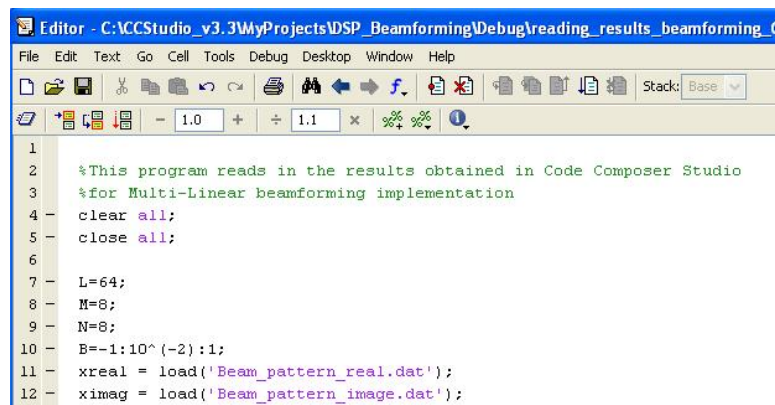 Editor - C:\CCStudio_v3.3\MyProjects\DSP_Beamforming\Debug\reading_results_beamforming_
File Edit Text Go Cell Tools Debug Desktop Window Help
Stack: Base
1.0 1.1
1
2 %This program reads in the results obtained in Code Composer Studio
3 %for Multi-Linear beamforming implementation
4 - clear all;
5 - close all;
6
7 - L=64;
8 - M=8;
9 - N=8;
10 - B=-1:10^(-2):1;
11 - xreal = load('Beam_pattern_real.dat');
12 - ximag = load('Beam_pattern_image.dat');